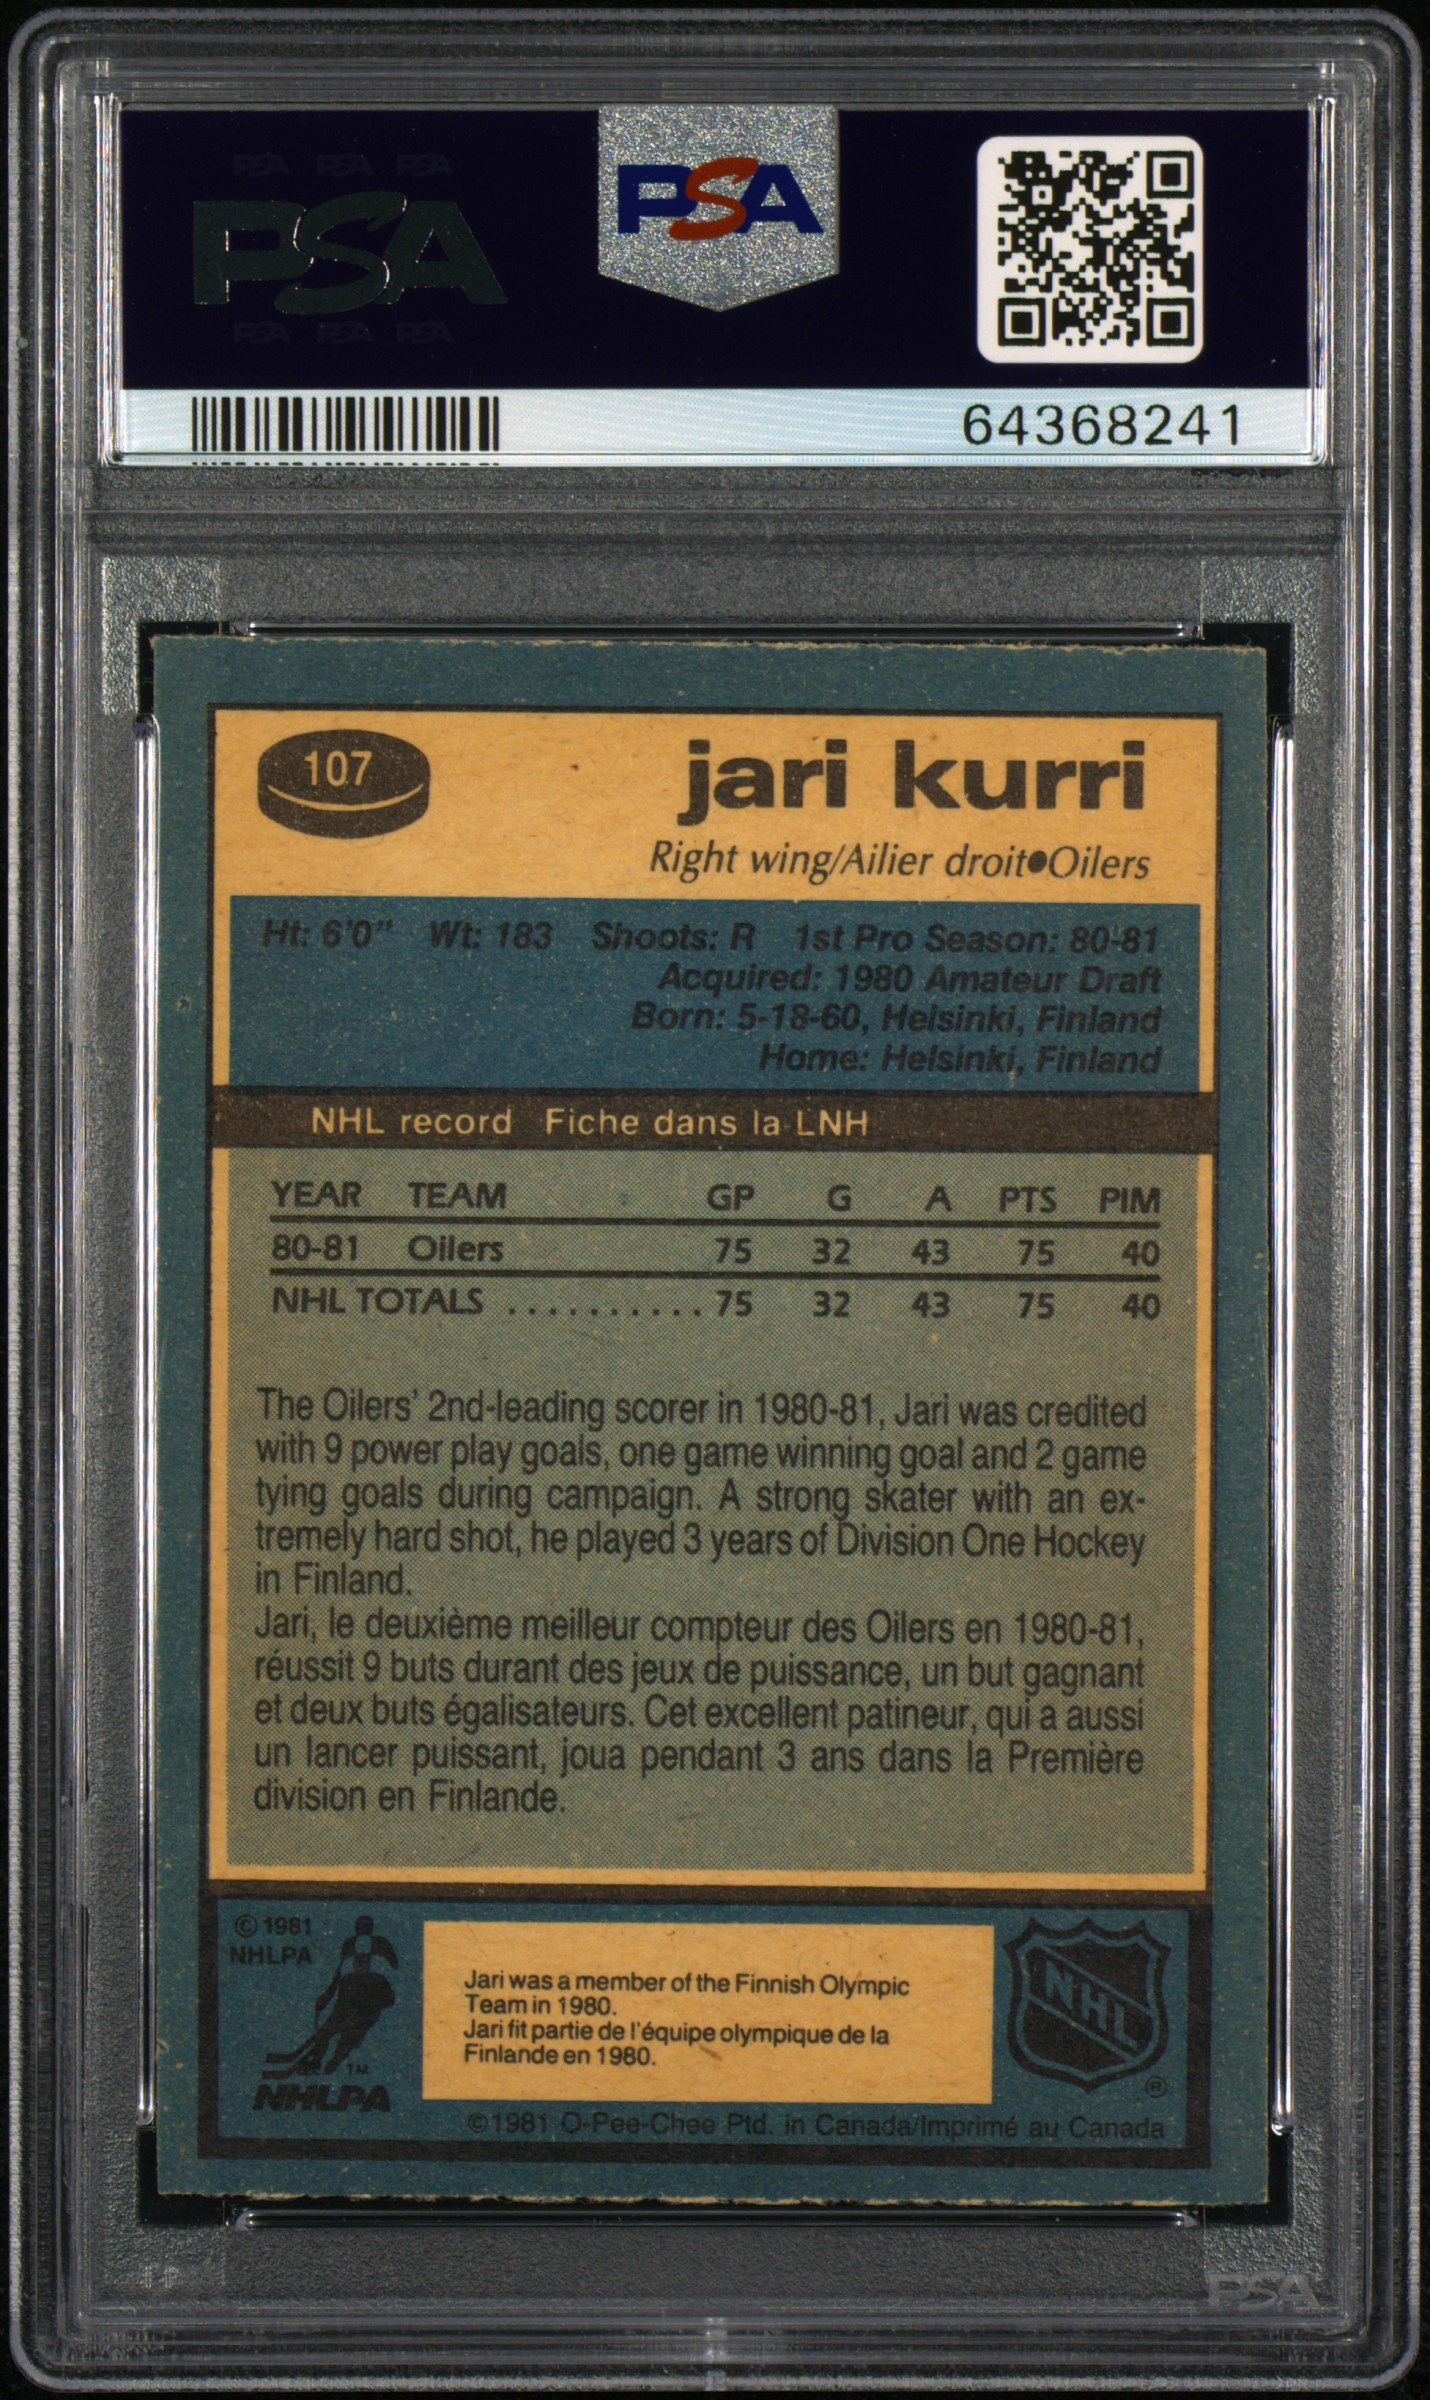 PSA PSA PSA
PSA
PSA PSA PSA
PSA
64368241
107
jari kurri
Right wing/Ailier droit●Oilers
Ht: 6'0" Wt: 183 Shoots: R 1st Pro Season: 80-81
Acquired: 1980 Amateur Draft
Born: 5-18-60, Helsinki, Finland
Home: Helsinki, Finland
NHL record Fiche dans la LNH
YEAR TEAM GP G A PTS PIM
80-81 Oilers 75 32 43 75 40
NHL TOTALS .......... 75 32 43 75 40
The Oilers' 2nd-leading scorer in 1980-81, Jari was credited
with 9 power play goals, one game winning goal and 2 game
tying goals during campaign. A strong skater with an ex-
tremely hard shot, he played 3 years of Division One Hockey
in Finland.
Jari, le deuxième meilleur compteur des Oilers en 1980-81,
réussit 9 buts durant des jeux de puissance, un but gagnant
et deux buts égalisateurs. Cet excellent patineur, qui a aussi
un lancer puissant, joua pendant 3 ans dans la Première
division en Finlande.
© 1981
NHLPA
TM
NHLPA
Jari was a member of the Finnish Olympic
Team in 1980.
Jari fit partie de l'équipe olympique de la
Finlande en 1980.
NHL
®
©1981 O-Pee-Chee Ptd. in Canada/Imprimé au Canada
PSA